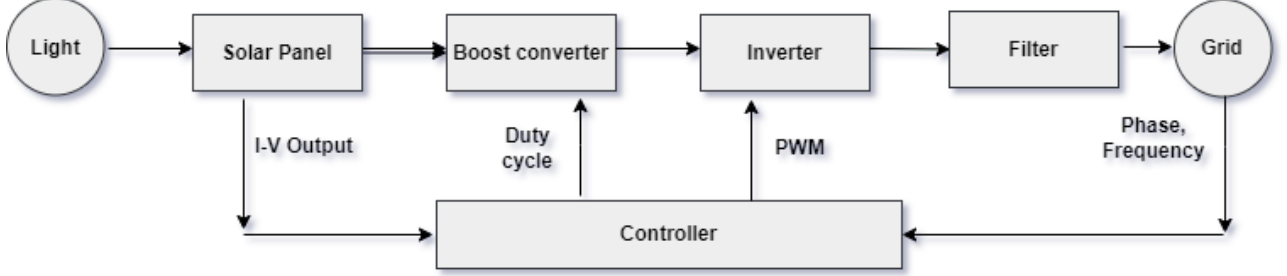 Light
Solar Panel
Boost converter
Inverter
Filter
Grid
I-V Output
Duty
cycle
PWM
Phase,
Frequency
Controller